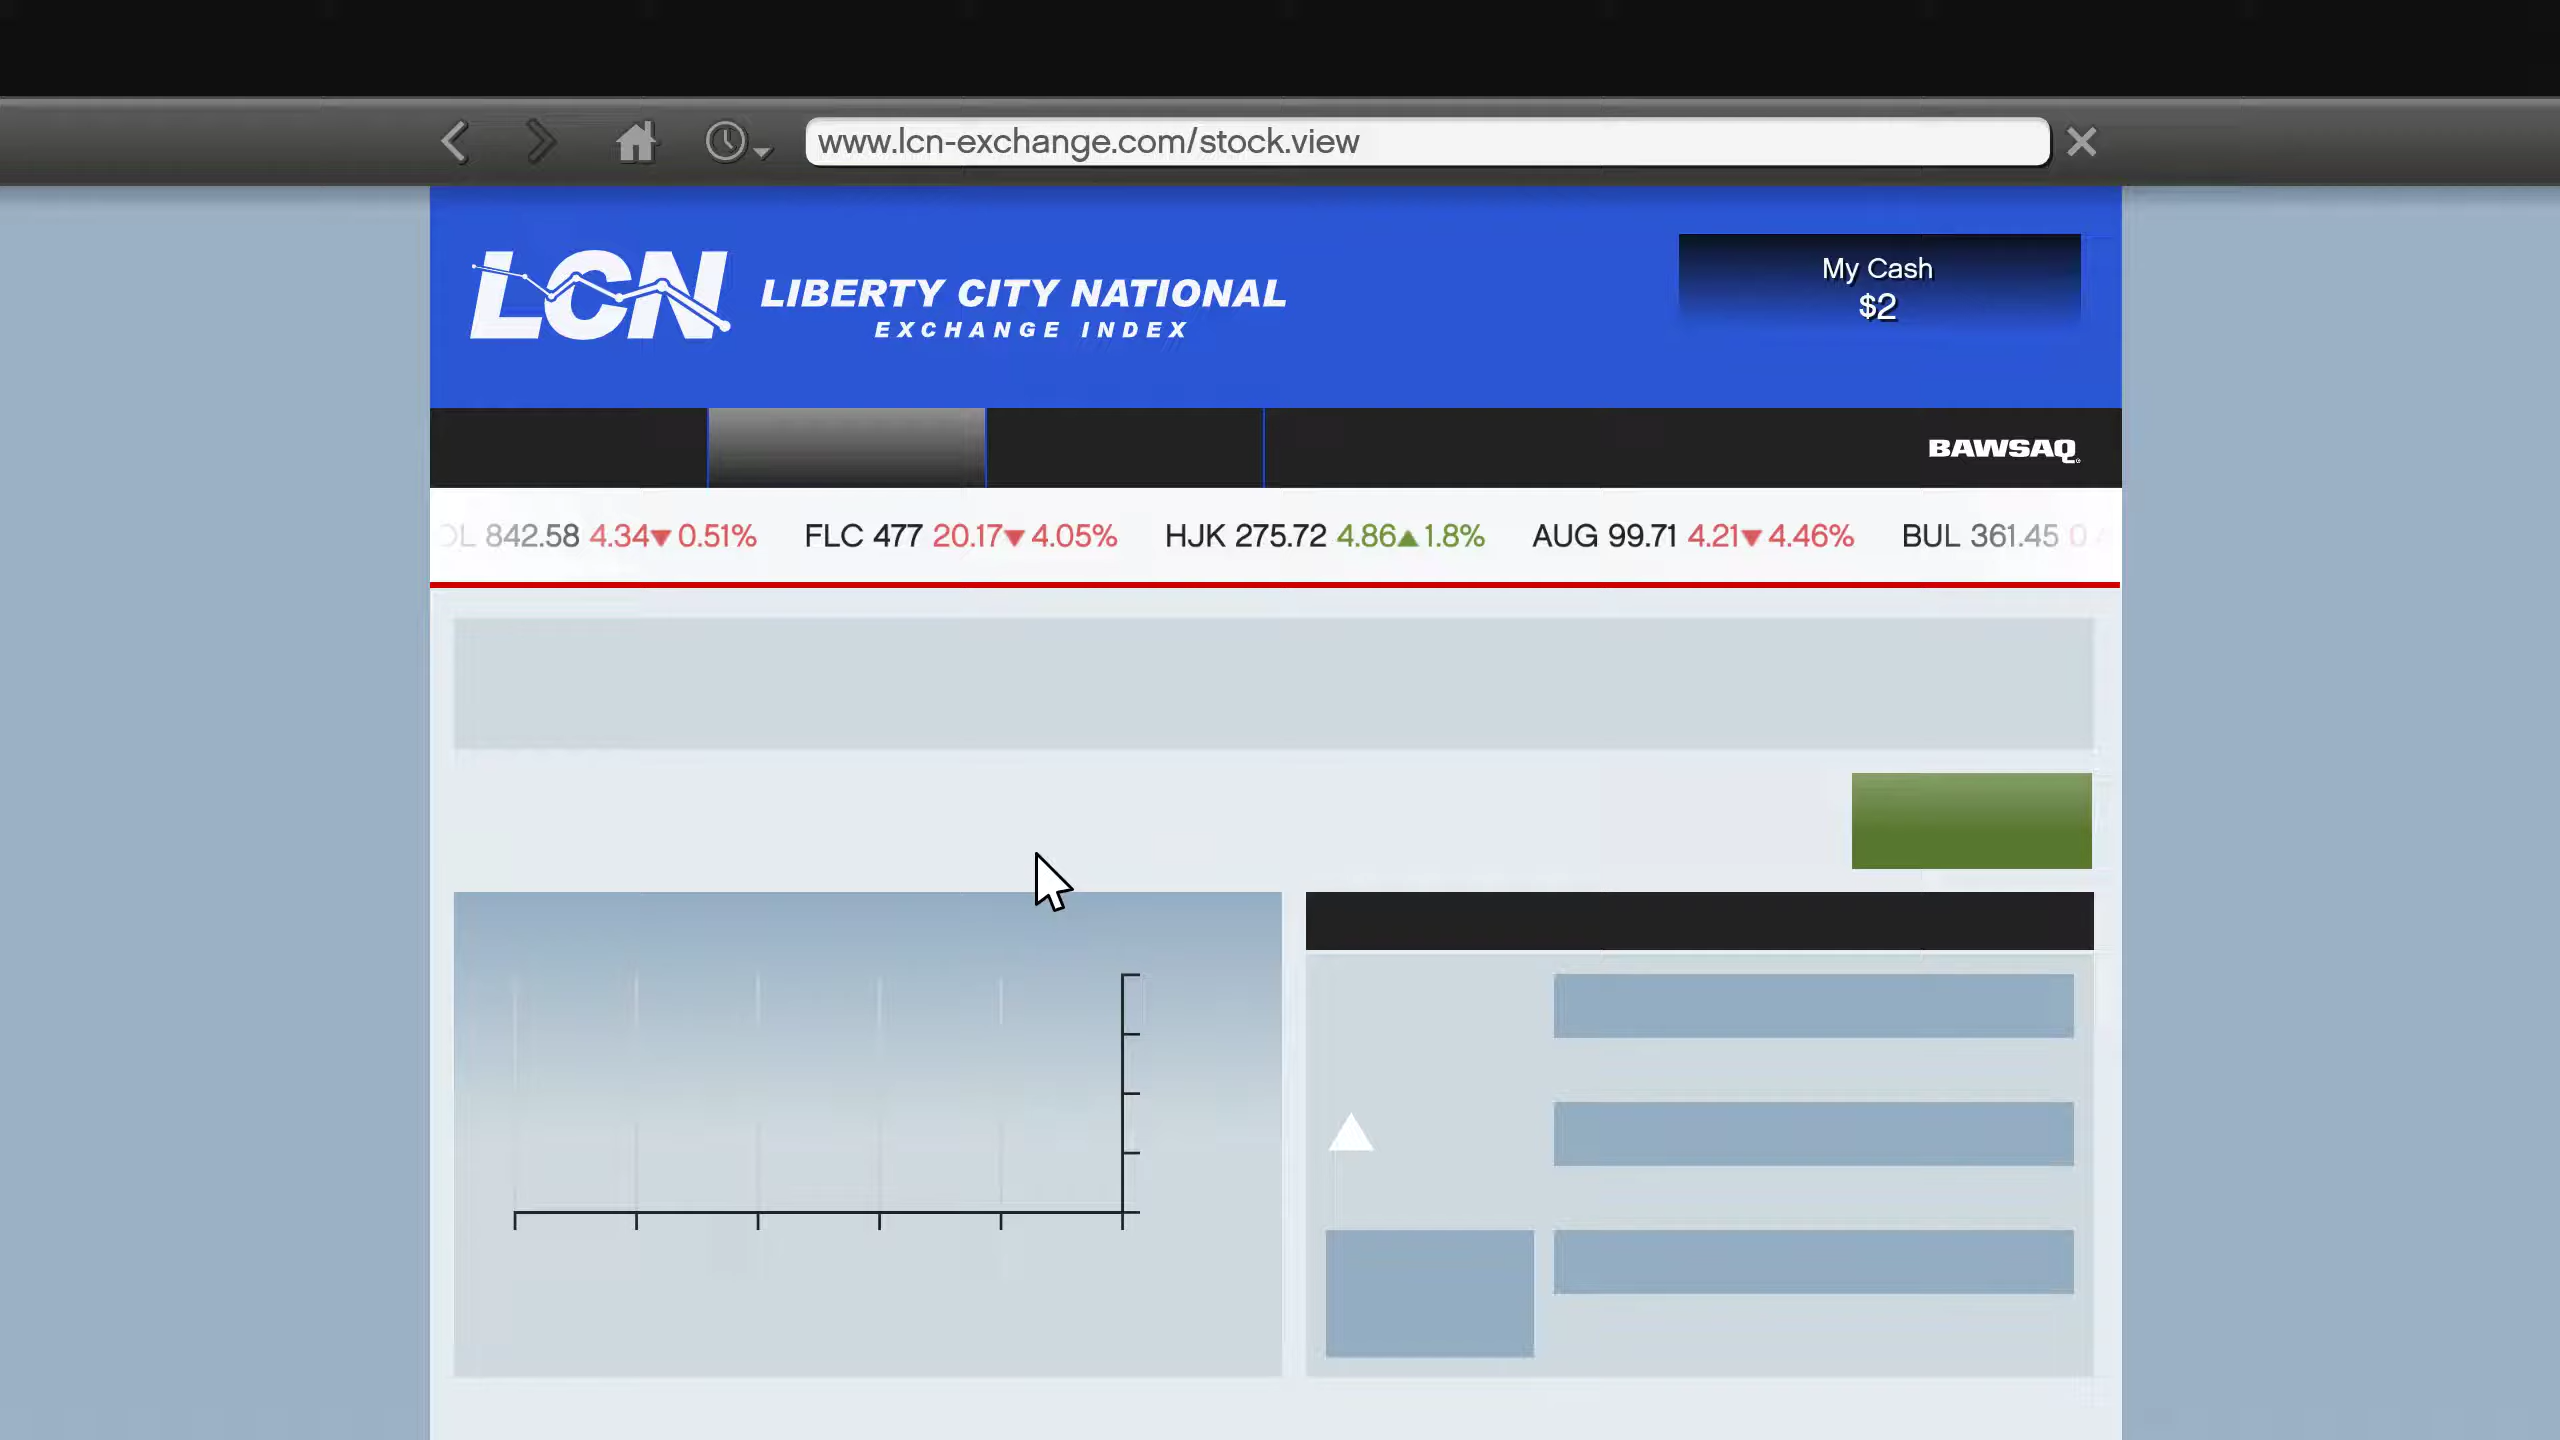 www.lcn-exchange.com/stock.view
LCN
LIBERTY CITY NATIONAL
EXCHANGE INDEX
My Cash
$2
BAWSAQ
842.58 4.34▼0.51% FLC 477 20.17▼4.05% HJK 275.72 4.86▲1.8% AUG 99.71 4.21▼4.46% BUL 361.45 0